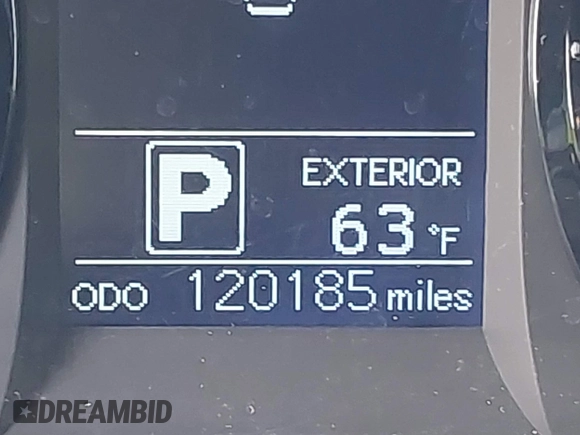 P
EXTERIOR
63 °F
ODO 120185 miles
DREAMBID